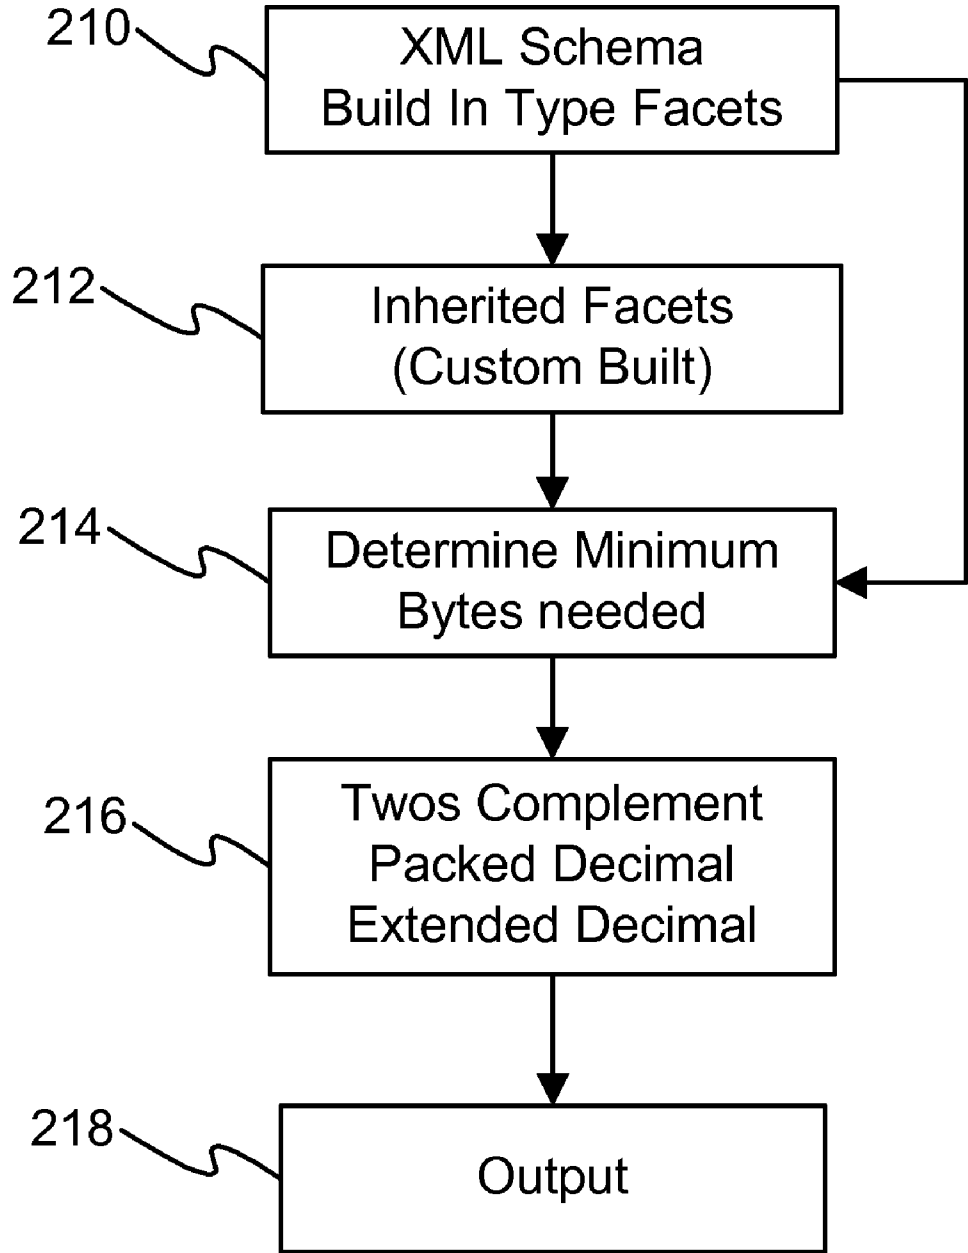 210
XML Schema
Build In Type Facets
212
Inherited Facets
(Custom Built)
214
Determine Minimum
Bytes needed
216
Twos Complement
Packed Decimal
Extended Decimal
218
Output